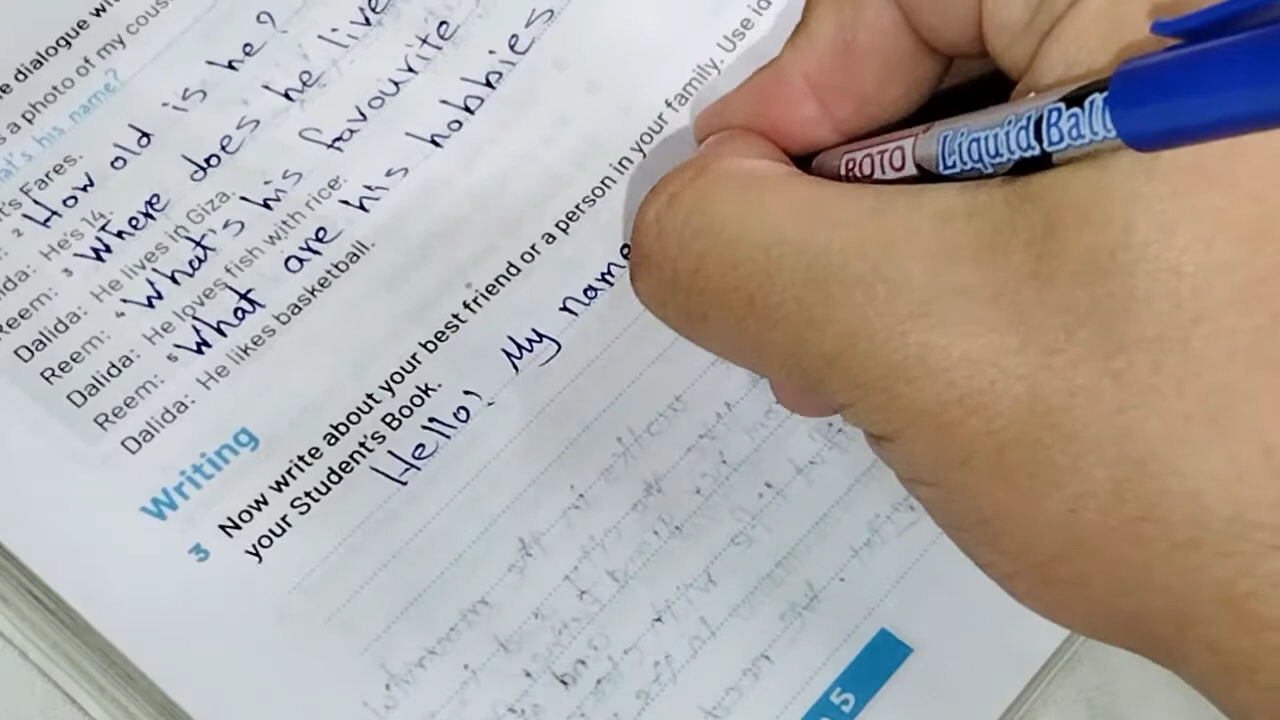 e dialogue wi
s a photo of my cous
at's his name?
t's Fares.
2 How old is he?
lida: He's 14.
Reem: 3 Where does he live
Dalida: He lives in Giza.
Reem: 4 What's his favourite
Dalida: He loves fish with rice.
Reem: 5 What are his hobbies
Dalida: He likes basketball.
Writing
3 Now write about your best friend or a person in your family. Use id
your Student's Book.
Hello, My name
ROTO Liquid Ball
5